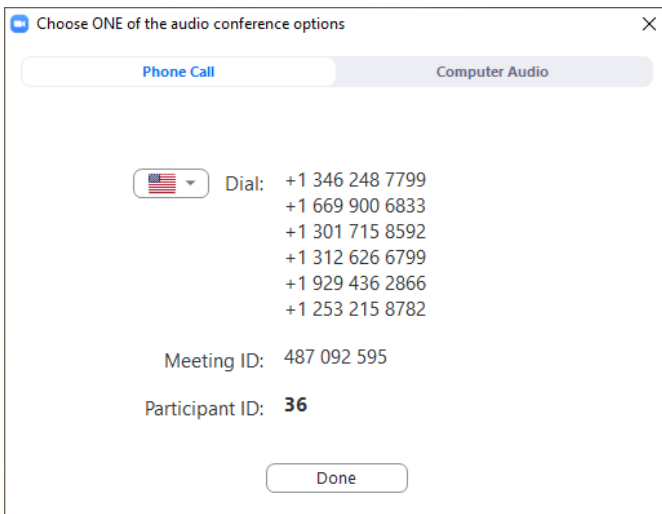 Choose ONE of the audio conference options
Phone Call Computer Audio
Dial: +1 346 248 7799
+1 669 900 6833
+1 301 715 8592
+1 312 626 6799
+1 929 436 2866
+1 253 215 8782
Meeting ID: 487 092 595
Participant ID: 36
Done